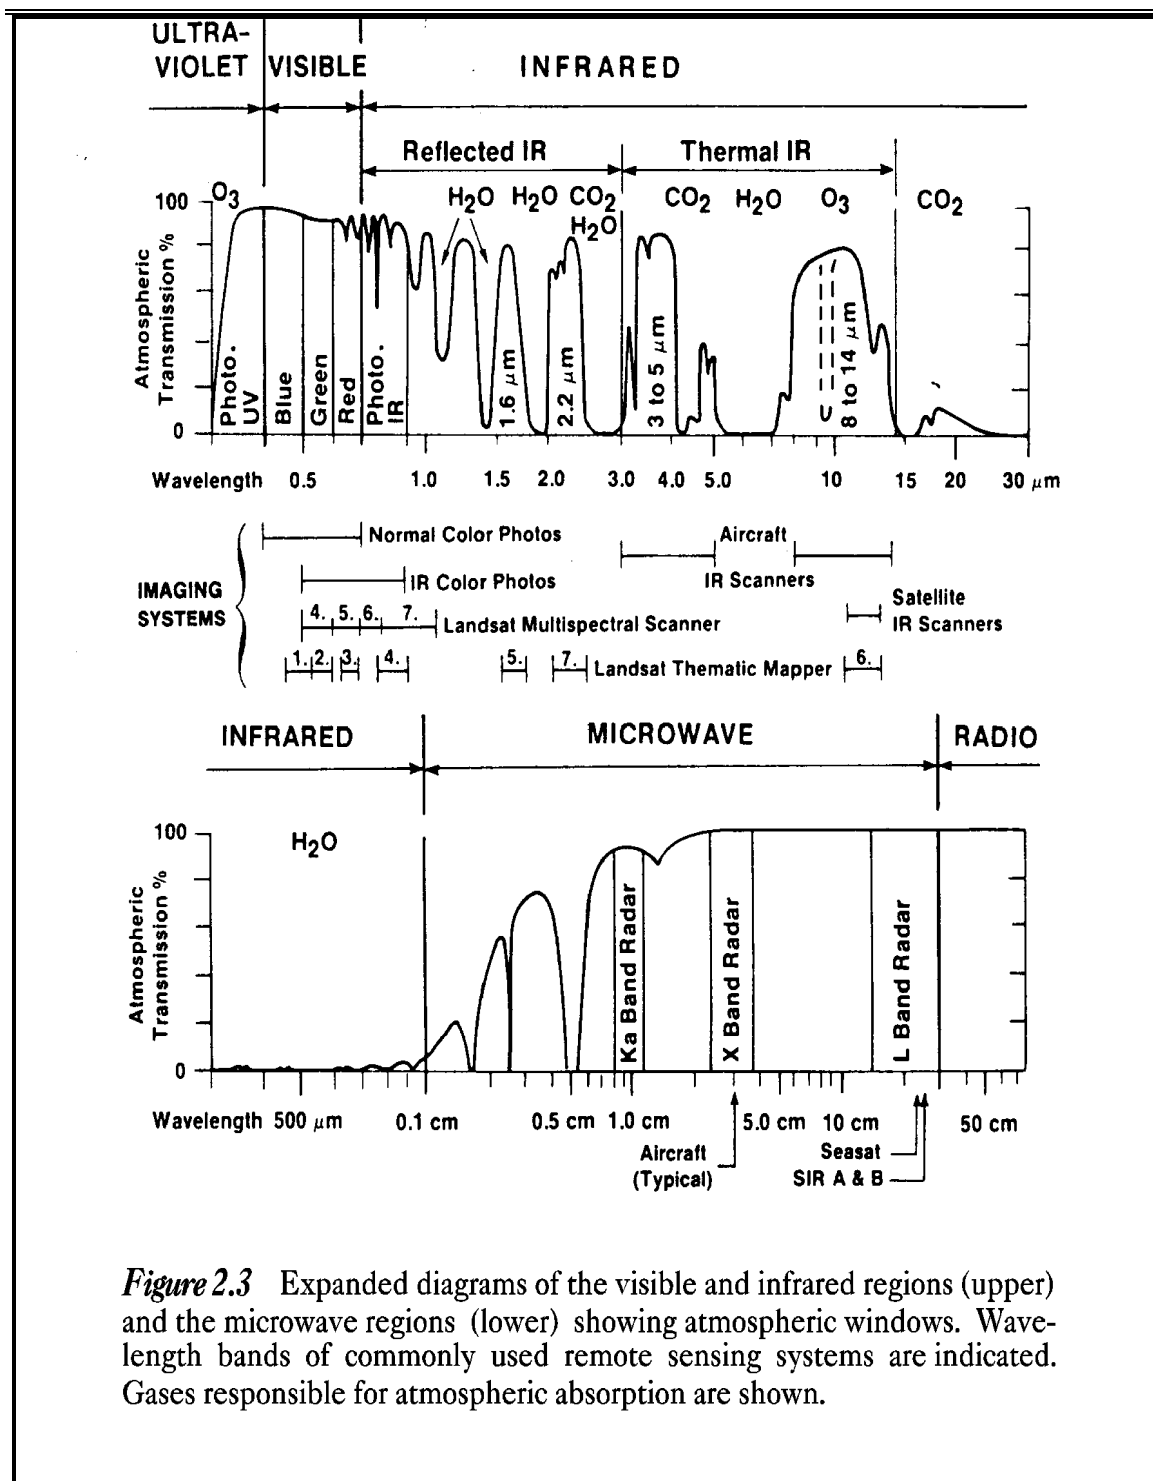 ULTRA-
VIOLET VISIBLE INFRARED
Reflected IR Thermal IR
O3 H2O H2O CO2 CO2 H2O O3 CO2
H2O
100
0
Atmospheric
Transmission %
Photo.
UV
Blue
Green
Red
Photo.
IR
1.6 μm
2.2 μm
3 to 5 μm
8 to 14 μm
Wavelength 0.5 1.0 1.5 2.0 3.0 4.0 5.0 10 15 20 30 μm
IMAGING
SYSTEMS
Normal Color Photos
Aircraft
IR Scanners
IR Color Photos
Satellite
IR Scanners
4. 5. 6. 7. Landsat Multispectral Scanner
1. 2. 3. 4. 5. 7. Landsat Thematic Mapper 6.
INFRARED MICROWAVE RADIO
H2O
100
0
Atmospheric
Transmission %
Ka Band Radar
X Band Radar
L Band Radar
Wavelength 500 μm 0.1 cm 0.5 cm 1.0 cm 5.0 cm 10 cm 50 cm
Aircraft
(Typical)
Seasat
SIR A & B
Figure 2.3 Expanded diagrams of the visible and infrared regions (upper)
and the microwave regions (lower) showing atmospheric windows. Wave-
length bands of commonly used remote sensing systems are indicated.
Gases responsible for atmospheric absorption are shown.